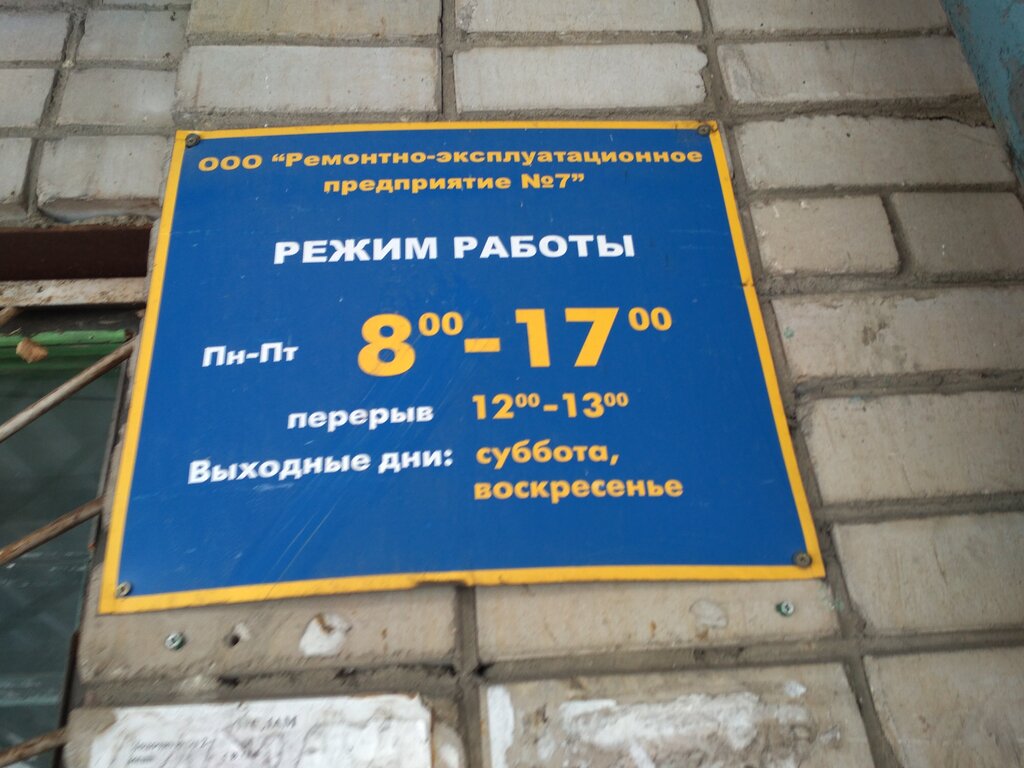 ООО "Ремонтно-эксплуатационное
предприятие №7"
РЕЖИМ РАБОТЫ
Пн-Пт 8⁰⁰-17⁰⁰
перерыв 12⁰⁰-13⁰⁰
Выходные дни: суббота,
воскресенье